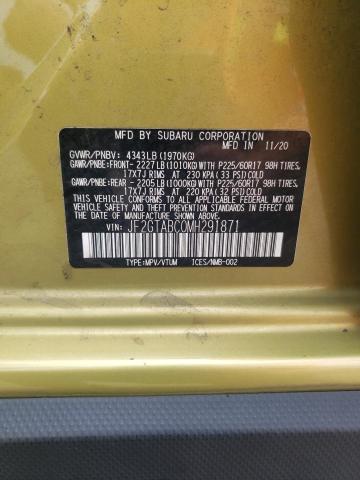 MFD BY SUBARU CORPORATION
MFD IN 11/20
GVWR/PNBV: 4343LB(1970KG)
GAWR/PNBE: FRONT- 2227LB(1010KG)WITH P225/60R17 98H TIRES,
17X7J RIMS AT 230 KPA(33 PSI)COLD
GAWR/PNBE: REAR - 2205LB(1000KG)WITH P225/60R17 98H TIRES,
17X7J RIMS AT 220 KPA(32 PSI)COLD
THIS VEHICLE CONFORMS TO ALL APPLICABLE FEDERAL MOTOR
VEHICLE SAFETY STANDARDS IN EFFECT ON THE DATE OF
MANUFACTURE SHOWN ABOVE.
VIN: JF2GTABC0MH291871
TYPE:MPV/VTUM ICES/NMB-002